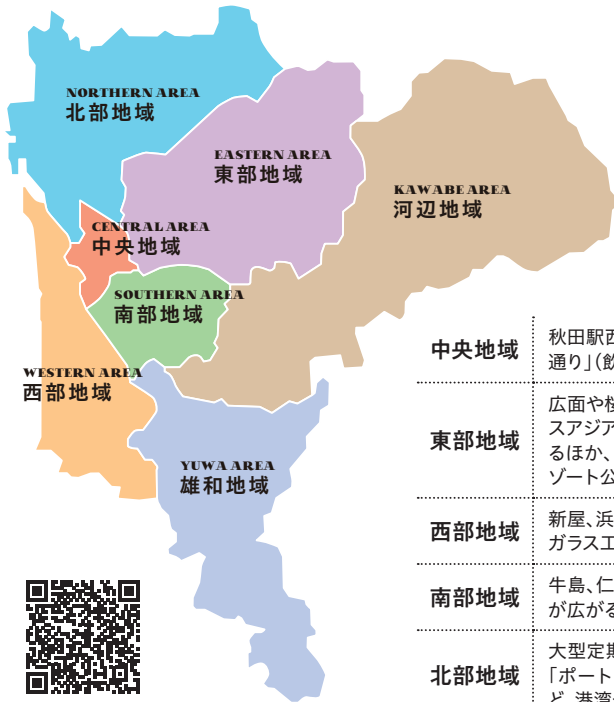 NORTHERN AREA
北部地域
EASTERN AREA
東部地域
KAWABE AREA
河辺地域
CENTRAL AREA
中央地域
SOUTHERN AREA
南部地域
WESTERN AREA
西部地域
YUWA AREA
雄和地域
中央地域
秋田駅西
通り」(飲
東部地域
広面や桜
スアジア
るほか、
ゾート公
西部地域
新屋、浜
ガラス工
南部地域
牛島、仁
が広がる
北部地域
大型定期
「ポート
ど、港湾